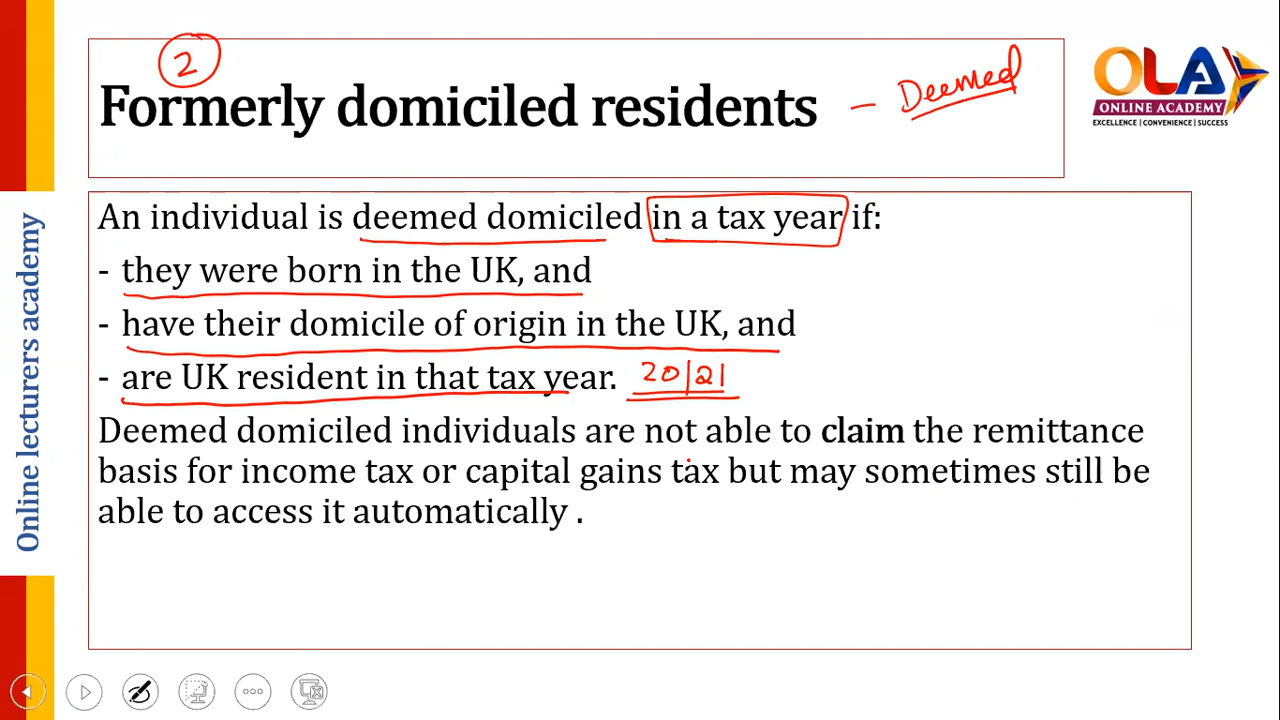 2
Formerly domiciled residents – Deemed
OLA
ONLINE ACADEMY
EXCELLENCE | CONVENIENCE | SUCCESS
Online lecturers academy
An individual is deemed domiciled in a tax year if:
- they were born in the UK, and
- have their domicile of origin in the UK, and
- are UK resident in that tax year. 20/21
Deemed domiciled individuals are not able to claim the remittance
basis for income tax or capital gains tax but may sometimes still be
able to access it automatically .